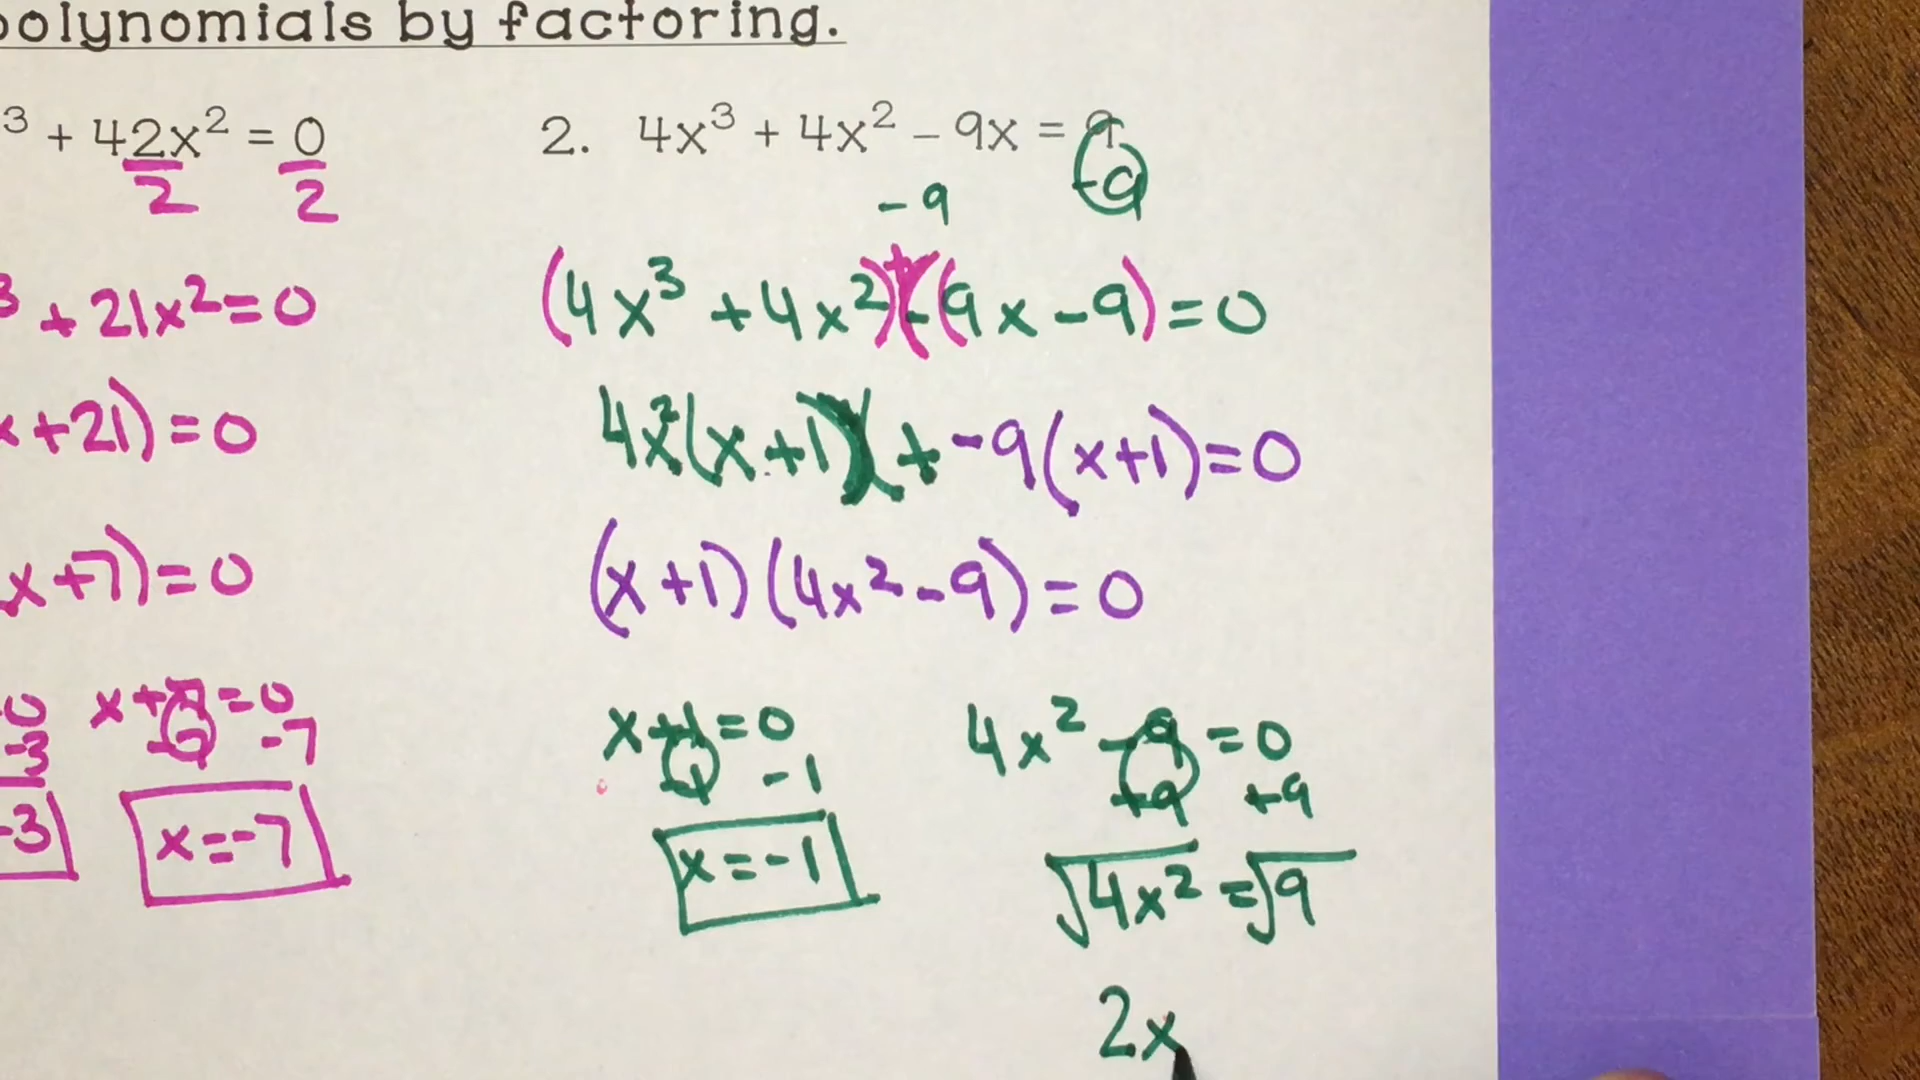 polynomials by factoring.
³ + 42x² = 0
2 2
³ + 21x² = 0
x + 21) = 0
x + 7) = 0
0 x + 7 = 0
-3 -7 -7
-3 x = -7
2. 4x³ + 4x² - 9x = 9
-9 -9
(4x³ + 4x²) + (-9x - 9) = 0
4x²(x + 1) + -9(x + 1) = 0
(x + 1)(4x² - 9) = 0
x + 1 = 0 4x² - 9 = 0
-1 -1 +9 +9
x = -1 √4x² = √9
2x